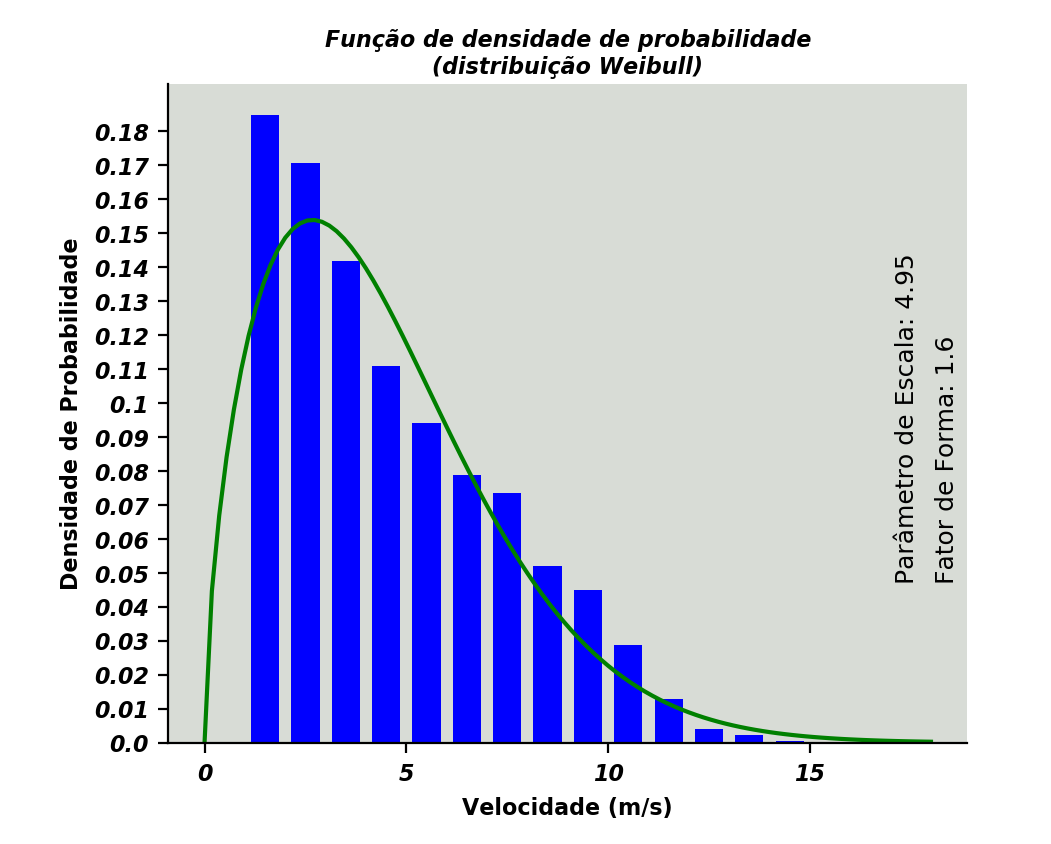 Função de densidade de probabilidade
(distribuição Weibull)
Densidade de Probabilidade
0.18
0.17
0.16
0.15
0.14
0.13
0.12
0.11
0.1
0.09
0.08
0.07
0.06
0.05
0.04
0.03
0.02
0.01
0.0
0 5 10 15
Velocidade (m/s)
Parâmetro de Escala: 4.95
Fator de Forma: 1.6